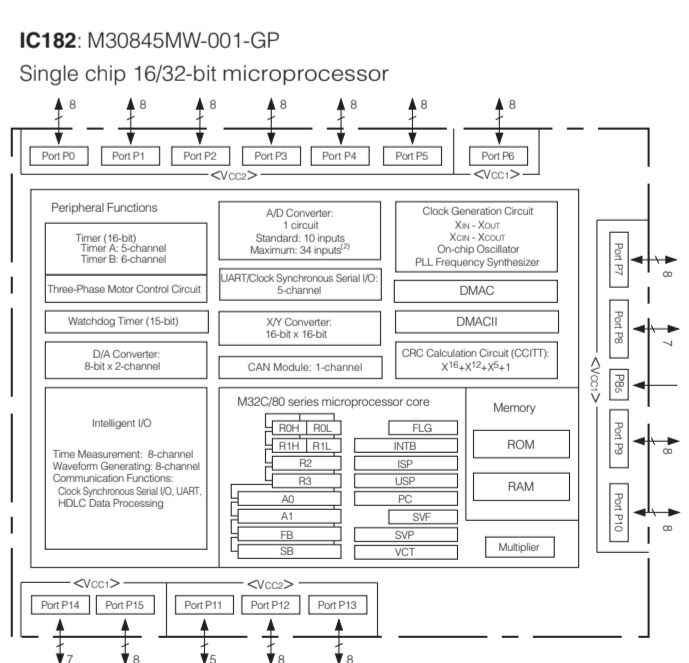 IC182: M30845MW-001-GP
Single chip 16/32-bit microprocessor
8 8 8 8 8 8 8
Port P0 Port P1 Port P2 Port P3 Port P4 Port P5 Port P6
<VCC2> <VCC1>
Peripheral Functions
Timer (16-bit)
Timer A: 5-channel
Timer B: 6-channel
Three-Phase Motor Control Circuit
Watchdog Timer (15-bit)
D/A Converter:
8-bit x 2-channel
A/D Converter:
1 circuit
Standard: 10 inputs
Maximum: 34 inputs(2)
UART/Clock Synchronous Serial I/O:
5-channel
X/Y Converter:
16-bit x 16-bit
CAN Module: 1-channel
Clock Generation Circuit
XIN - XOUT
XCIN - XCOUT
On-chip Oscillator
PLL Frequency Synthesizer
DMAC
DMACII
CRC Calculation Circuit (CCITT):
X16+X12+X5+1
Intelligent I/O
Time Measurement: 8-channel
Waveform Generating: 8-channel
Communication Functions:
Clock Synchronous Serial I/O, UART,
HDLC Data Processing
M32C/80 series microprocessor core
R0H R0L
R1H R1L
R2
R3
A0
A1
FB
SB
FLG
INTB
ISP
USP
PC
SVF
SVP
VCT
Memory
ROM
RAM
Multiplier
<VCC1>
Port P7
8
Port P8
7
P85
Port P9
8
Port P10
8
<VCC1> <VCC2>
Port P14 Port P15 Port P11 Port P12 Port P13
7 8 5 8 8